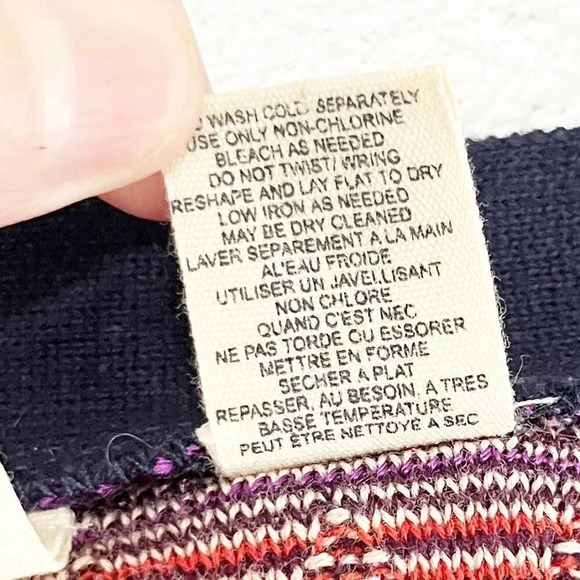 WASH COLD SEPARATELY
USE ONLY NON-CHLORINE
BLEACH AS NEEDED
DO NOT TWIST/ WRING
RESHAPE AND LAY FLAT TO DRY
LOW IRON AS NEEDED
MAY BE DRY CLEANED
LAVER SEPAREMENT A LA MAIN
AL'EAU FROIDE
UTILISER UN JAVELLISANT
NON CHLORE
QUAND C'EST NEC
NE PAS TORDE OU ESSORER
METTRE EN FORME
SECHER A PLAT
REPASSER, AU BESOIN, A TRES
BASSE TEMPERATURE
PEUT ÊTRE NETTOYE A SEC